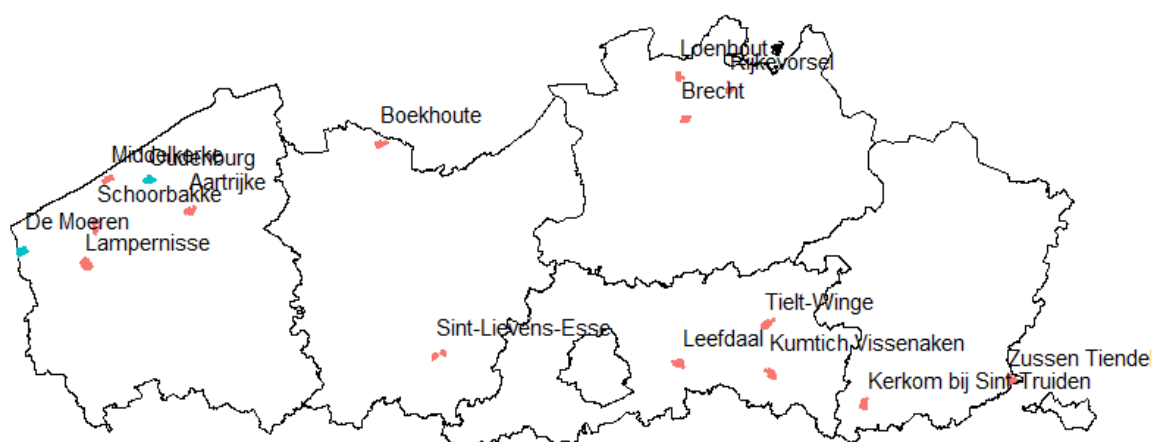 Loenhout
Rijkevorsel
Brecht
Boekhoute
Middelkerke
Oudenburg
Aartrijke
Schoorbakke
De Moeren
Lampernisse
Tielt-Winge
Sint-Lievens-Esse
Leefdaal
Kumtich Vissenaken
Zussen Tiendel
Kerkom bij Sint-Truiden